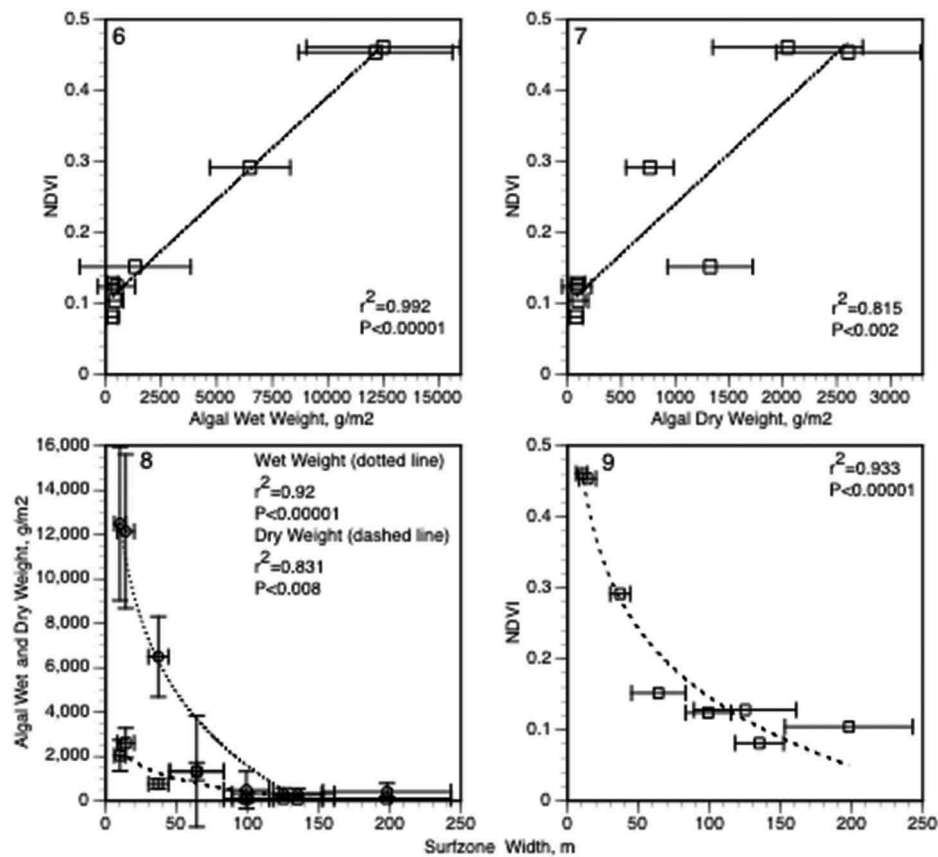 6
0.5
0.4
0.3
0.2
0.1
0
NDVI
r2=0.992
P<0.00001
0 2500 5000 7500 10000 12500 15000
Algal Wet Weight, g/m2
7
0.5
0.4
0.3
0.2
0.1
0
NDVI
r2=0.815
P<0.002
0 500 1000 1500 2000 2500 3000
Algal Dry Weight, g/m2
8
16,000
14,000
12,000
10,000
8,000
6,000
4,000
2,000
0
Algal Wet and Dry Weight, g/m2
Wet Weight (dotted line)
r2=0.92
P<0.00001
Dry Weight (dashed line)
r2=0.831
P<0.008
0 50 100 150 200 250
9
0.5
0.4
0.3
0.2
0.1
0
NDVI
r2=0.933
P<0.00001
0 50 100 150 200 250
Surfzone Width, m